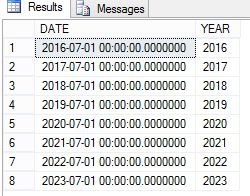 Results Messages
DATE YEAR
1 2016-07-01 00:00:00.0000000 2016
2 2017-07-01 00:00:00.0000000 2017
3 2018-07-01 00:00:00.0000000 2018
4 2019-07-01 00:00:00.0000000 2019
5 2020-07-01 00:00:00.0000000 2020
6 2021-07-01 00:00:00.0000000 2021
7 2022-07-01 00:00:00.0000000 2022
8 2023-07-01 00:00:00.0000000 2023